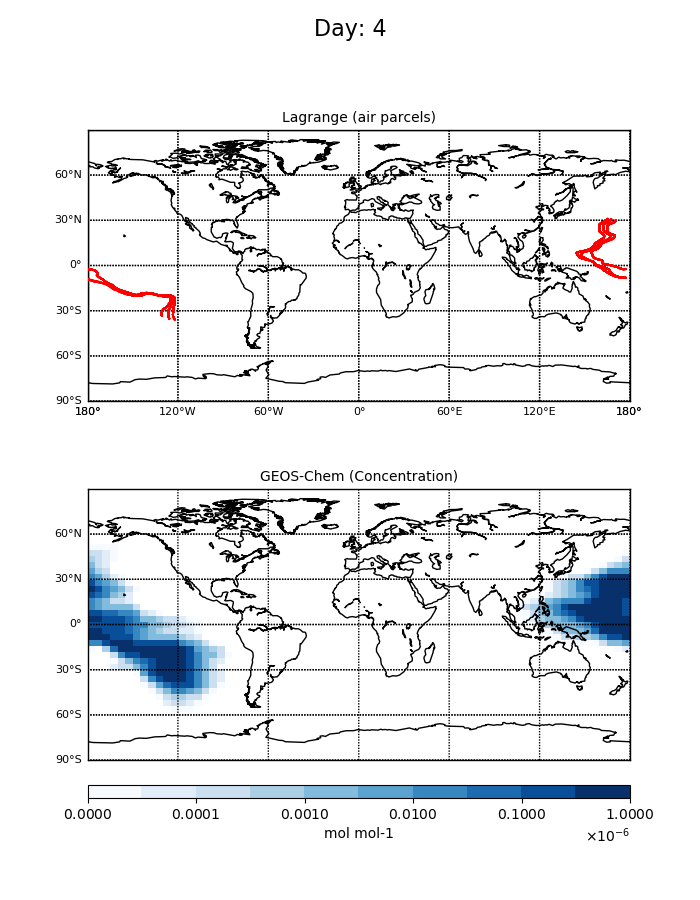 Day: 4
Lagrange (air parcels)
60°N
30°N
0°
30°S
60°S
90°S
180° 120°W 60°W 0° 60°E 120°E 180°
GEOS-Chem (Concentration)
60°N
30°N
0°
30°S
60°S
90°S
0.0000 0.0001 0.0010 0.0100 0.1000 1.0000
mol mol-1
×10⁻⁶